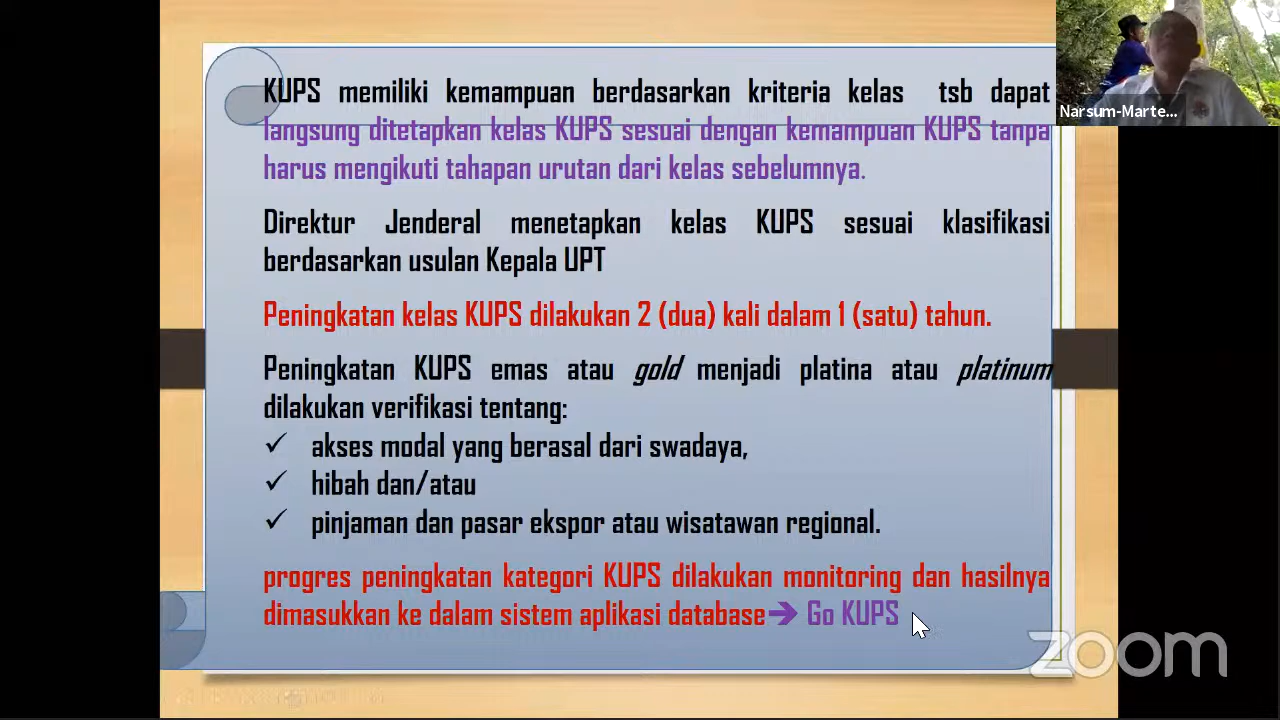 KUPS memiliki kemampuan berdasarkan kriteria kelas tsb dapat
langsung ditetapkan kelas KUPS sesuai dengan kemampuan KUPS tanpa
harus mengikuti tahapan urutan dari kelas sebelumnya.
Direktur Jenderal menetapkan kelas KUPS sesuai klasifikasi
berdasarkan usulan Kepala UPT
Peningkatan kelas KUPS dilakukan 2 (dua) kali dalam 1 (satu) tahun.
Peningkatan KUPS emas atau gold menjadi platina atau platinum
dilakukan verifikasi tentang:
✓ akses modal yang berasal dari swadaya,
✓ hibah dan/atau
✓ pinjaman dan pasar ekspor atau wisatawan regional.
progres peningkatan kategori KUPS dilakukan monitoring dan hasilnya
dimasukkan ke dalam sistem aplikasi database➔ Go KUPS
Narsum-Marte...
zoom